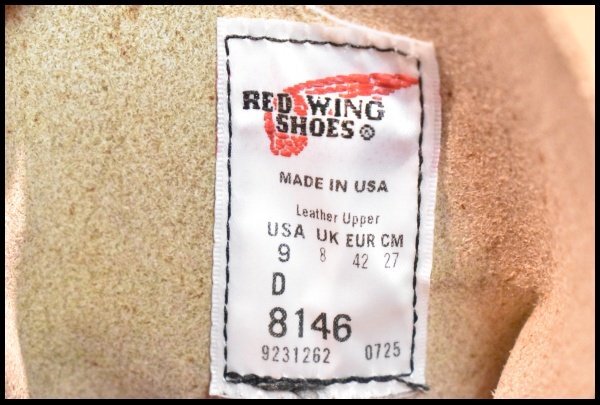 RED WING
SHOES®
MADE IN USA
Leather Upper
USA UK EUR CM
9 8 42 27
D
8146
9231262 0725